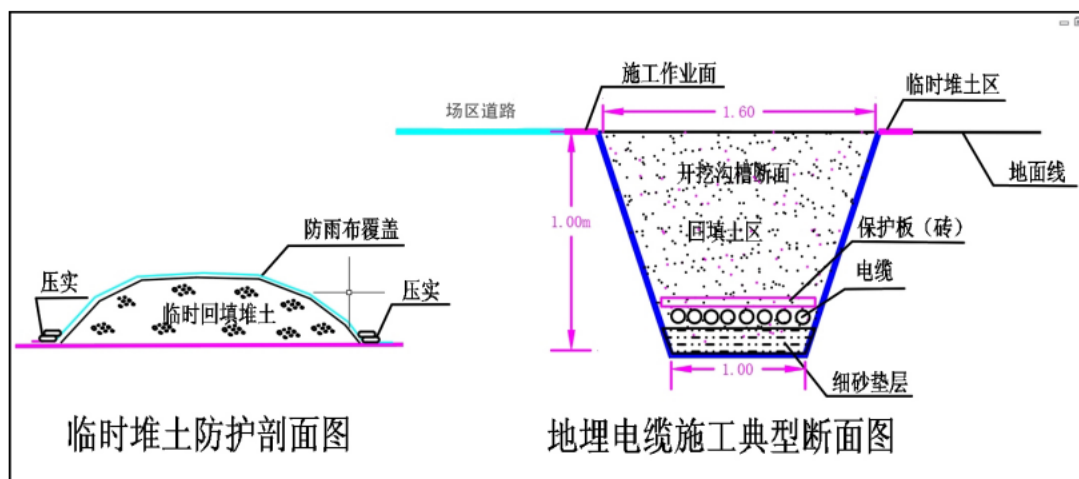 施工作业面
临时堆土区
场区道路
1.60
地面线
开挖沟槽断面
1.00m
回填土区
保护板（砖）
防雨布覆盖
电缆
压实
压实
临时回填堆土
1.00
细砂垫层
临时堆土防护剖面图
地埋电缆施工典型断面图